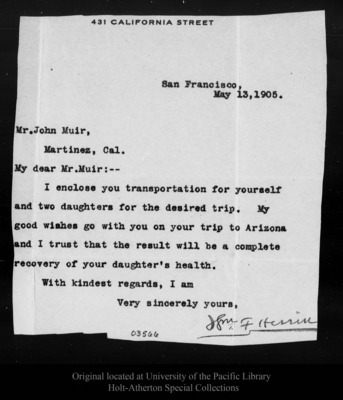 431 CALIFORNIA STREET
San Francisco,
May 13,1905.
Mr.John Muir,
Martinez, Cal.
My dear Mr.Muir:--
I enclose you transportation for yourself
and two daughters for the desired trip. My
good wishes go with you on your trip to Arizona
and I trust that the result will be a complete
recovery of your daughter's health.
With kindest regards, I am
Very sincerely yours,
Wm F Herrin
03566
Original located at University of the Pacific Library
Holt-Atherton Special Collections